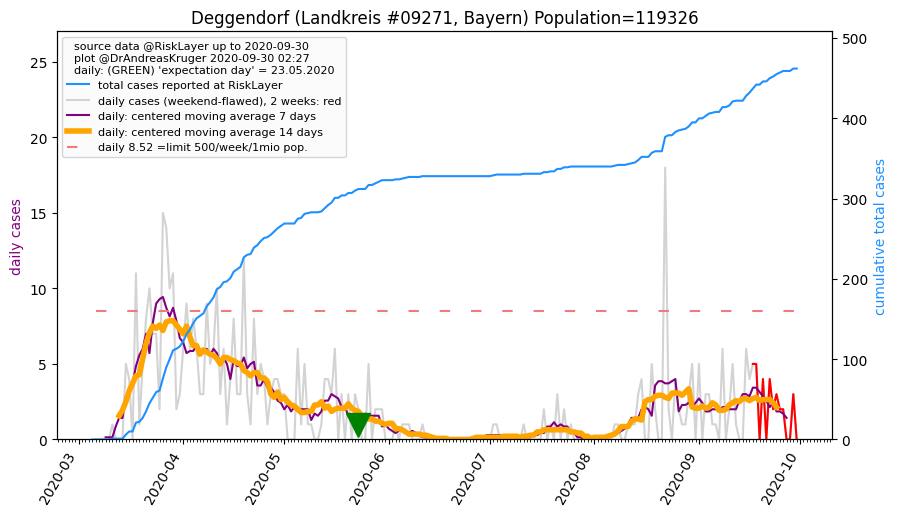 Deggendorf (Landkreis #09271, Bayern) Population=119326
source data @RiskLayer up to 2020-09-30
plot @DrAndreasKruger 2020-09-30 02:27
daily: (GREEN) 'expectation day' = 23.05.2020
total cases reported at RiskLayer
daily cases (weekend-flawed), 2 weeks: red
daily: centered moving average 7 days
daily: centered moving average 14 days
daily 8.52 =limit 500/week/1mio pop.
daily cases
25
20
15
10
5
0
cumulative total cases
500
400
300
200
100
0
2020-03
2020-04
2020-05
2020-06
2020-07
2020-08
2020-09
2020-10